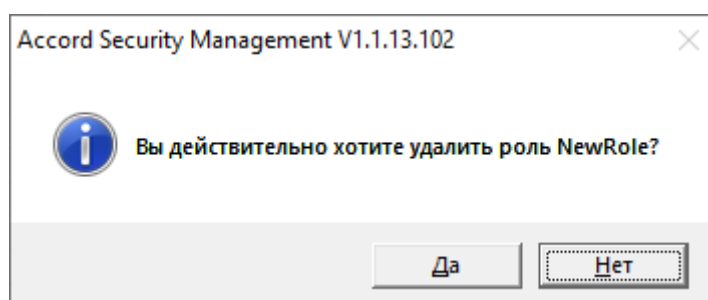 Accord Security Management V1.1.13.102
Вы действительно хотите удалить роль NewRole?
Да
Нет